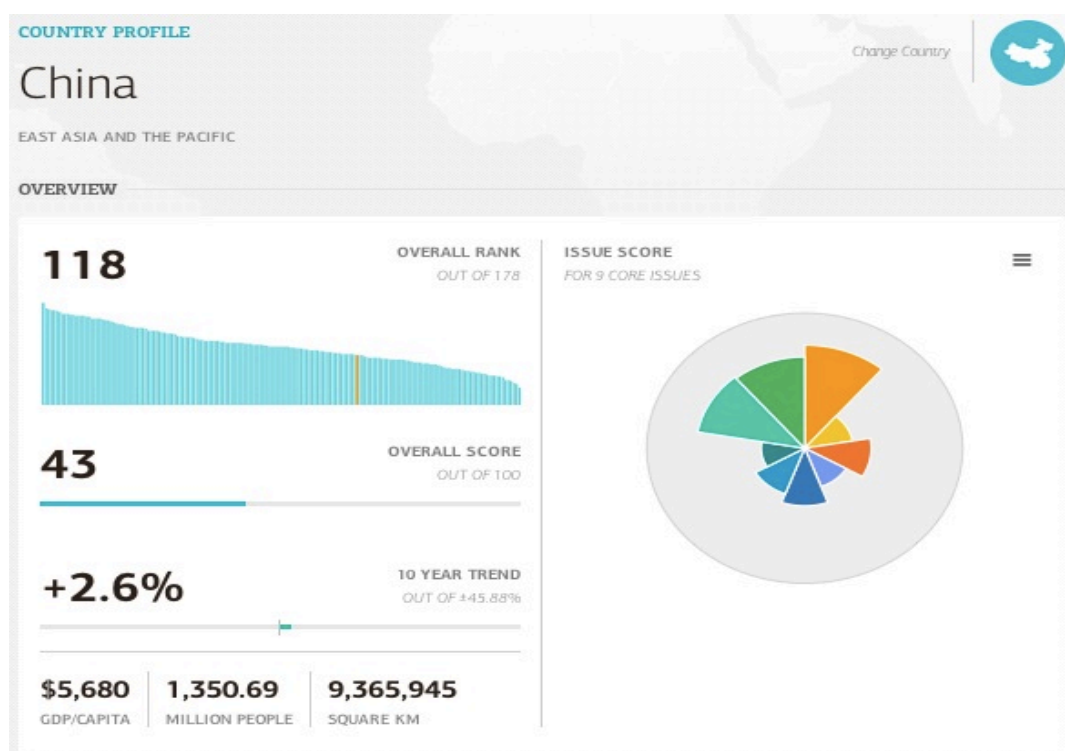 COUNTRY PROFILE
China
Change Country
EAST ASIA AND THE PACIFIC
OVERVIEW
118
OVERALL RANK
OUT OF 178
43
OVERALL SCORE
OUT OF 100
+2.6%
10 YEAR TREND
OUT OF ±45.88%
$5,680
GDP/CAPITA
1,350.69
MILLION PEOPLE
9,365,945
SQUARE KM
ISSUE SCORE
FOR 9 CORE ISSUES